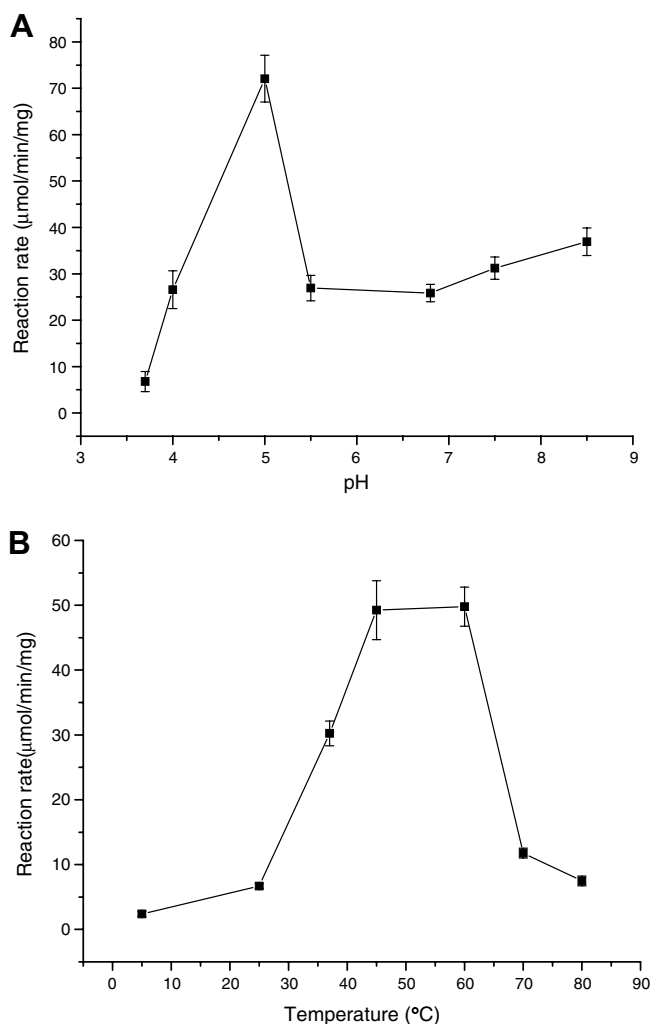 A
80
70
60
50
40
30
20
10
0
Reaction rate (μmol/min/mg)
3 4 5 6 7 8 9
pH
B
60
50
40
30
20
10
0
Reaction rate(μmol/min/mg)
0 10 20 30 40 50 60 70 80 90
Temperature (°C)